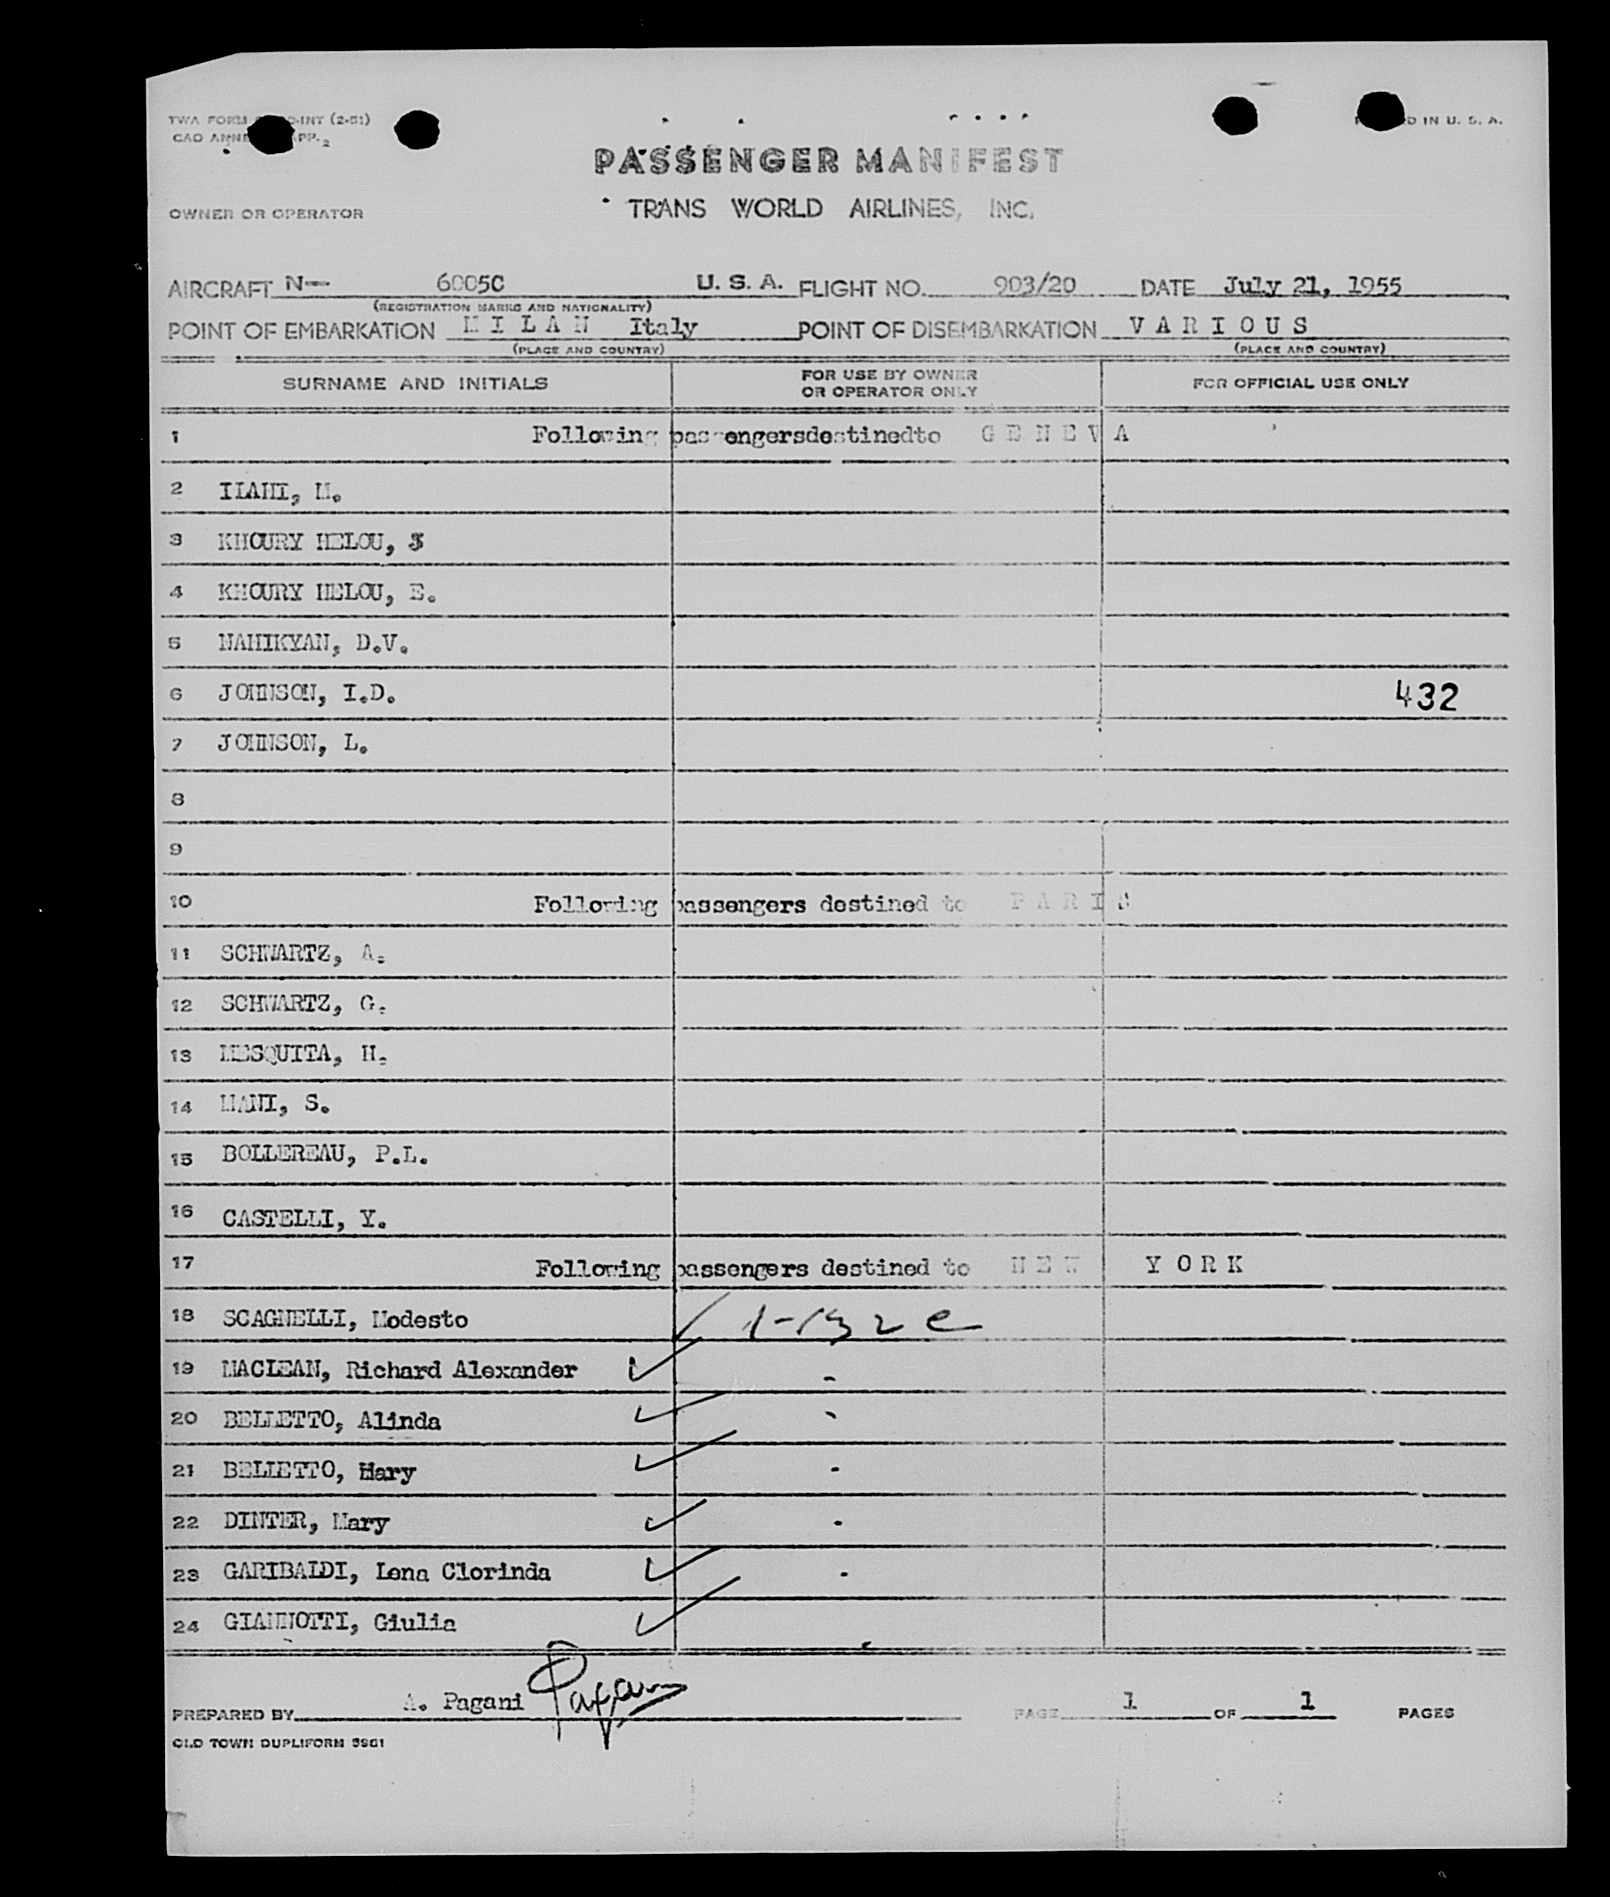 TWA FORM (2-51)
PRINTED IN U. S. A.
PASSENGER MANIFEST
OWNER OR OPERATOR
TRANS WORLD AIRLINES, INC.
AIRCRAFT N— 6005C U. S. A. FLIGHT NO. 903/20 DATE July 21, 1955
(REGISTRATION MARKS AND NATIONALITY)
POINT OF EMBARKATION M I L A N Italy POINT OF DISEMBARKATION V A R I O U S
(PLACE AND COUNTRY) (PLACE AND COUNTRY)
SURNAME AND INITIALS FOR USE BY OWNER OR OPERATOR ONLY FOR OFFICIAL USE ONLY
1 Following passengersdestinedto G E N E V A
2 ILAHI, M.
3 KHOURY HELOU,
4 KHOURY HELOU, E.
5 NAHIKYAN, D.V.
6 JOHNSON, I.D. 432
7 JOHNSON, L.
8
9
10 Following passengers destined to P A R I S
11 SCHWARTZ, A.
12 SCHWARTZ, G.
13 MESQUITA, H.
14 MANI, S.
15 BOLLEREAU, P.L.
16 CASTELLI, Y.
17 Following passengers destined to N E W Y O R K
18 SCAGNELLI, Modesto
19 MACLEAN, Richard Alexander
20 BELLETTO, Alinda
21 BELLETTO, Mary
22 DINTER, Mary
23 GARIBALDI, Lena Clorinda
24 GIANNOTTI, Giulia
PREPARED BY A. Pagani Pagani PAGE 1 OF 1 PAGES
OLD TOWN DUPLIFORM 5961